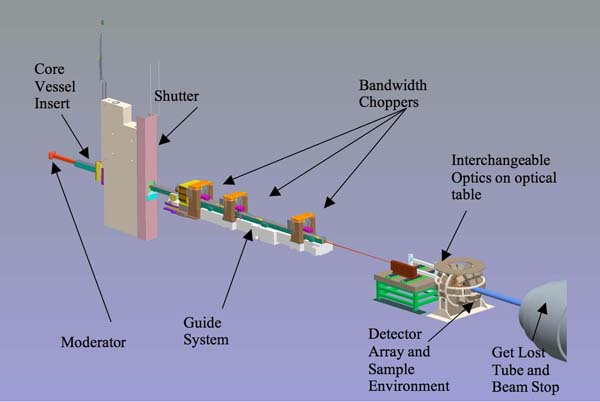 Core
Vessel
Insert
Shutter
Bandwidth
Choppers
Interchangeable
Optics on optical
table
Moderator
Guide
System
Detector
Array and
Sample
Environment
Get Lost
Tube and
Beam Stop